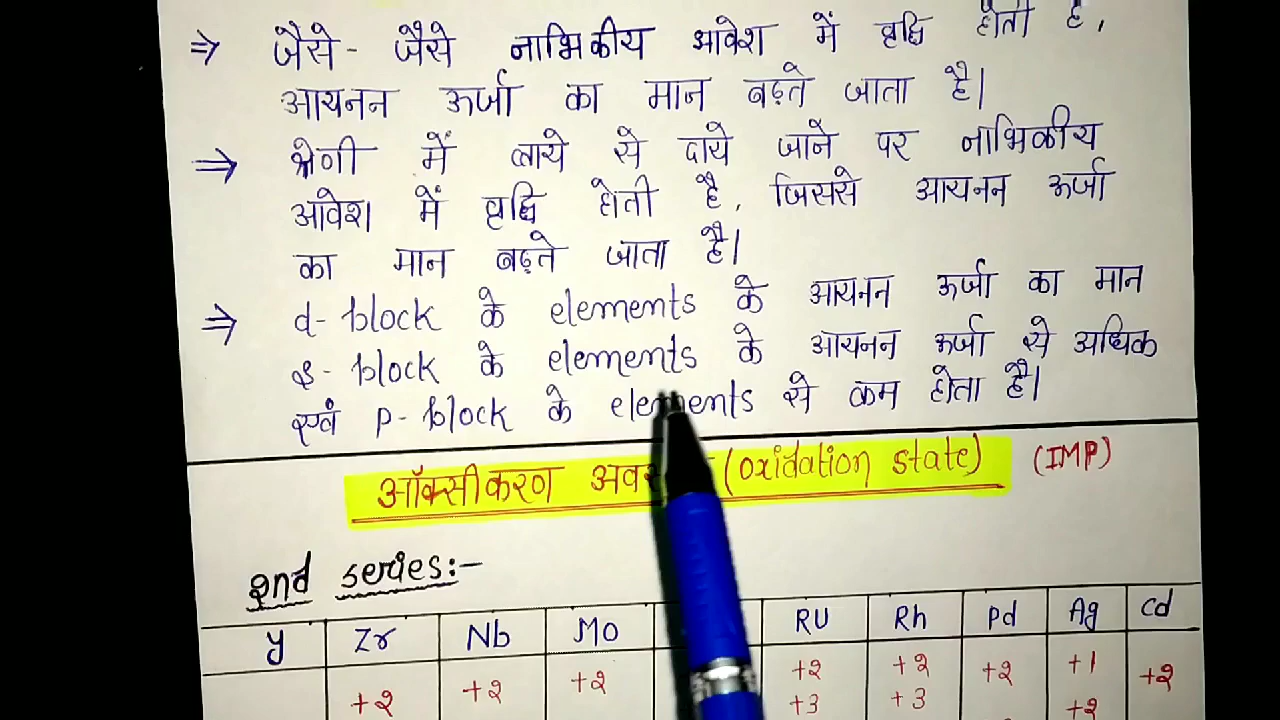 ⇒ जैसे - जैसे नाभिकीय आवेश में वृद्धि होती है,
आयनन ऊर्जा का मान बढ़ते जाता है।
⇒ श्रेणी में बाये से दाये जाने पर नाभिकीय
आवेश में वृद्धि होती है, जिससे आयनन ऊर्जा
का मान बढ़ते जाता है।
⇒ d-block के elements के आयनन ऊर्जा का मान
s-block के elements के आयनन ऊर्जा से अधिक
एवं p-block के elements से कम होता है।
ऑक्सीकरण (oxidation state) (IMP)
2nd series:-
Y Zr Nb Mo RU Rh Pd Ag Cd
+2 +2 +2 +2 +2 +2 +1 +2
+3 +3 +2